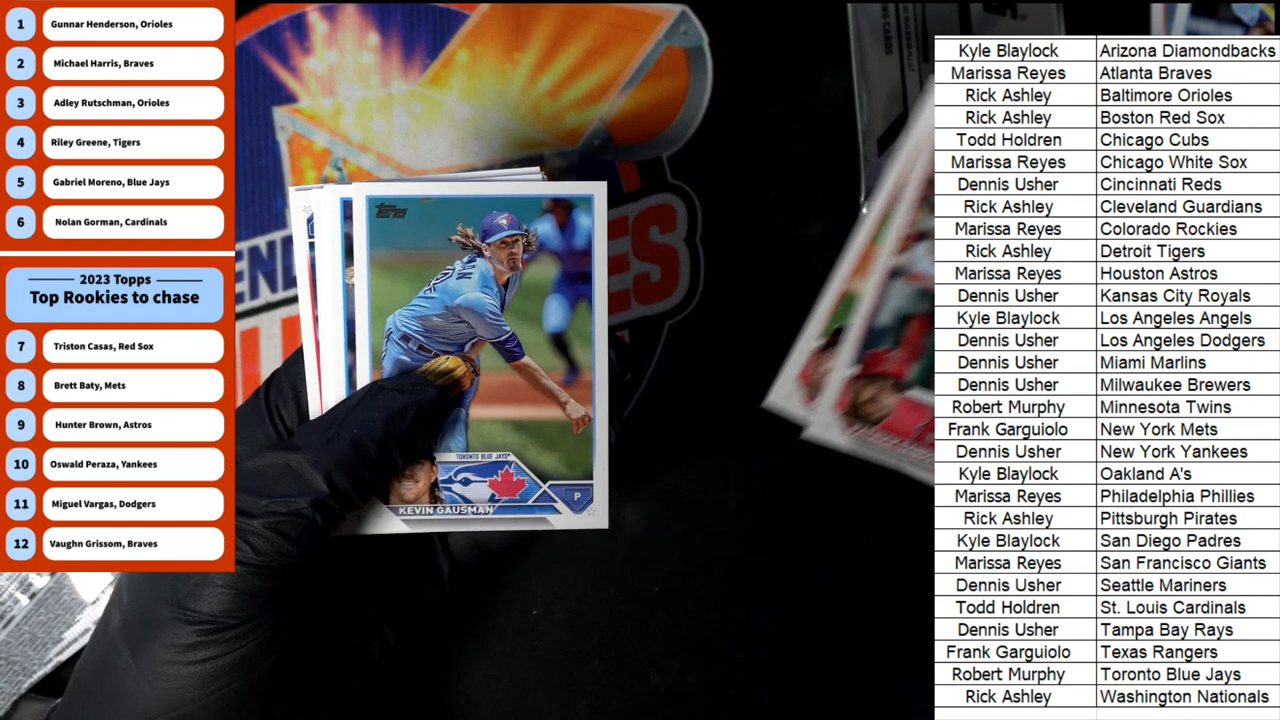 1 Gunnar Henderson, Orioles
2 Michael Harris, Braves
3 Adley Rutschman, Orioles
4 Riley Greene, Tigers
5 Gabriel Moreno, Blue Jays
6 Nolan Gorman, Cardinals
2023 Topps
Top Rookies to chase
7 Triston Casas, Red Sox
8 Brett Baty, Mets
9 Hunter Brown, Astros
10 Oswald Peraza, Yankees
11 Miguel Vargas, Dodgers
12 Vaughn Grissom, Braves
topps
TORONTO BLUE JAYS
P
KEVIN GAUSMAN
Kyle Blaylock Arizona Diamondbacks
Marissa Reyes Atlanta Braves
Rick Ashley Baltimore Orioles
Rick Ashley Boston Red Sox
Todd Holdren Chicago Cubs
Marissa Reyes Chicago White Sox
Dennis Usher Cincinnati Reds
Rick Ashley Cleveland Guardians
Marissa Reyes Colorado Rockies
Rick Ashley Detroit Tigers
Marissa Reyes Houston Astros
Dennis Usher Kansas City Royals
Kyle Blaylock Los Angeles Angels
Dennis Usher Los Angeles Dodgers
Dennis Usher Miami Marlins
Dennis Usher Milwaukee Brewers
Robert Murphy Minnesota Twins
Frank Garguiolo New York Mets
Dennis Usher New York Yankees
Kyle Blaylock Oakland A's
Marissa Reyes Philadelphia Phillies
Rick Ashley Pittsburgh Pirates
Kyle Blaylock San Diego Padres
Marissa Reyes San Francisco Giants
Dennis Usher Seattle Mariners
Todd Holdren St. Louis Cardinals
Dennis Usher Tampa Bay Rays
Frank Garguiolo Texas Rangers
Robert Murphy Toronto Blue Jays
Rick Ashley Washington Nationals